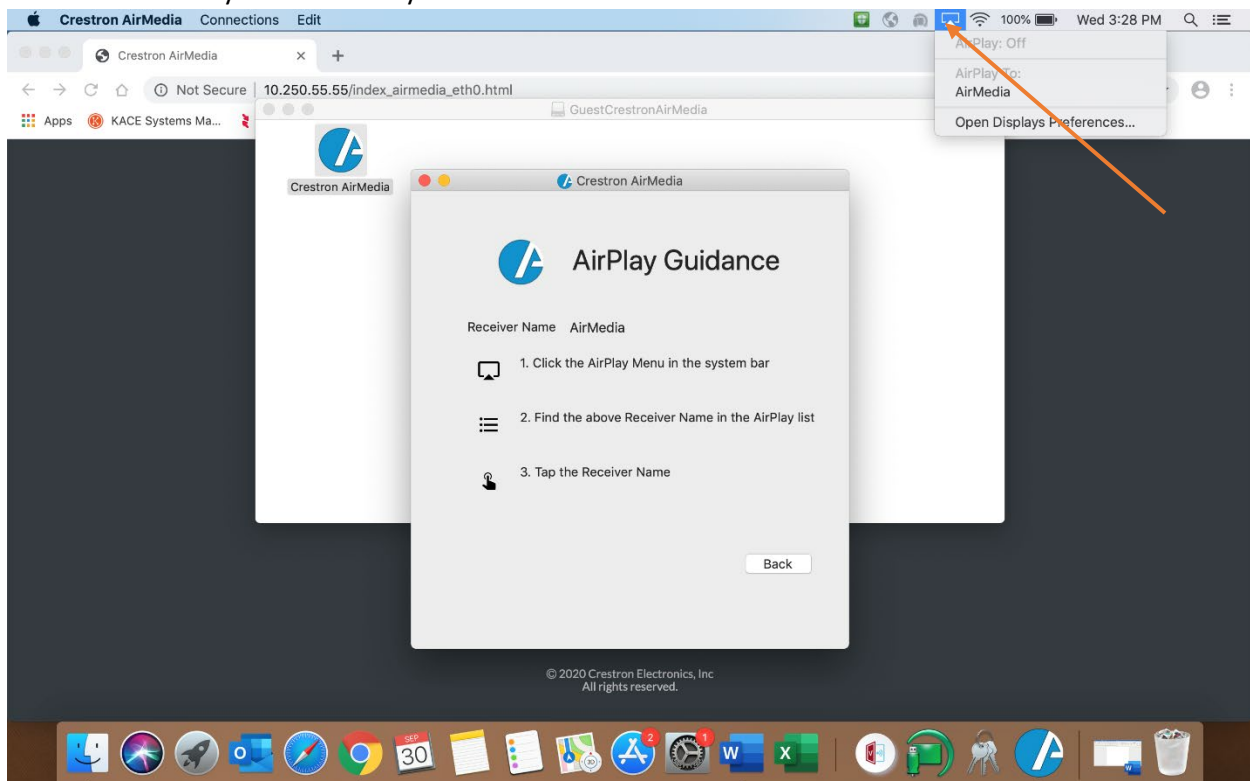 Crestron AirMedia Connections Edit 100% Wed 3:28 PM
Crestron AirMedia
AirPlay: Off
AirPlay To:
AirMedia
Open Displays Preferences...
Not Secure 10.250.55.55/index_airmedia_eth0.html
Apps KACE Systems Ma...
GuestCrestronAirMedia
Crestron AirMedia
Crestron AirMedia
AirPlay Guidance
Receiver Name AirMedia
1. Click the AirPlay Menu in the system bar
2. Find the above Receiver Name in the AirPlay list
3. Tap the Receiver Name
Back
© 2020 Crestron Electronics, Inc
All rights reserved.
SEP
30
2
1
W
X